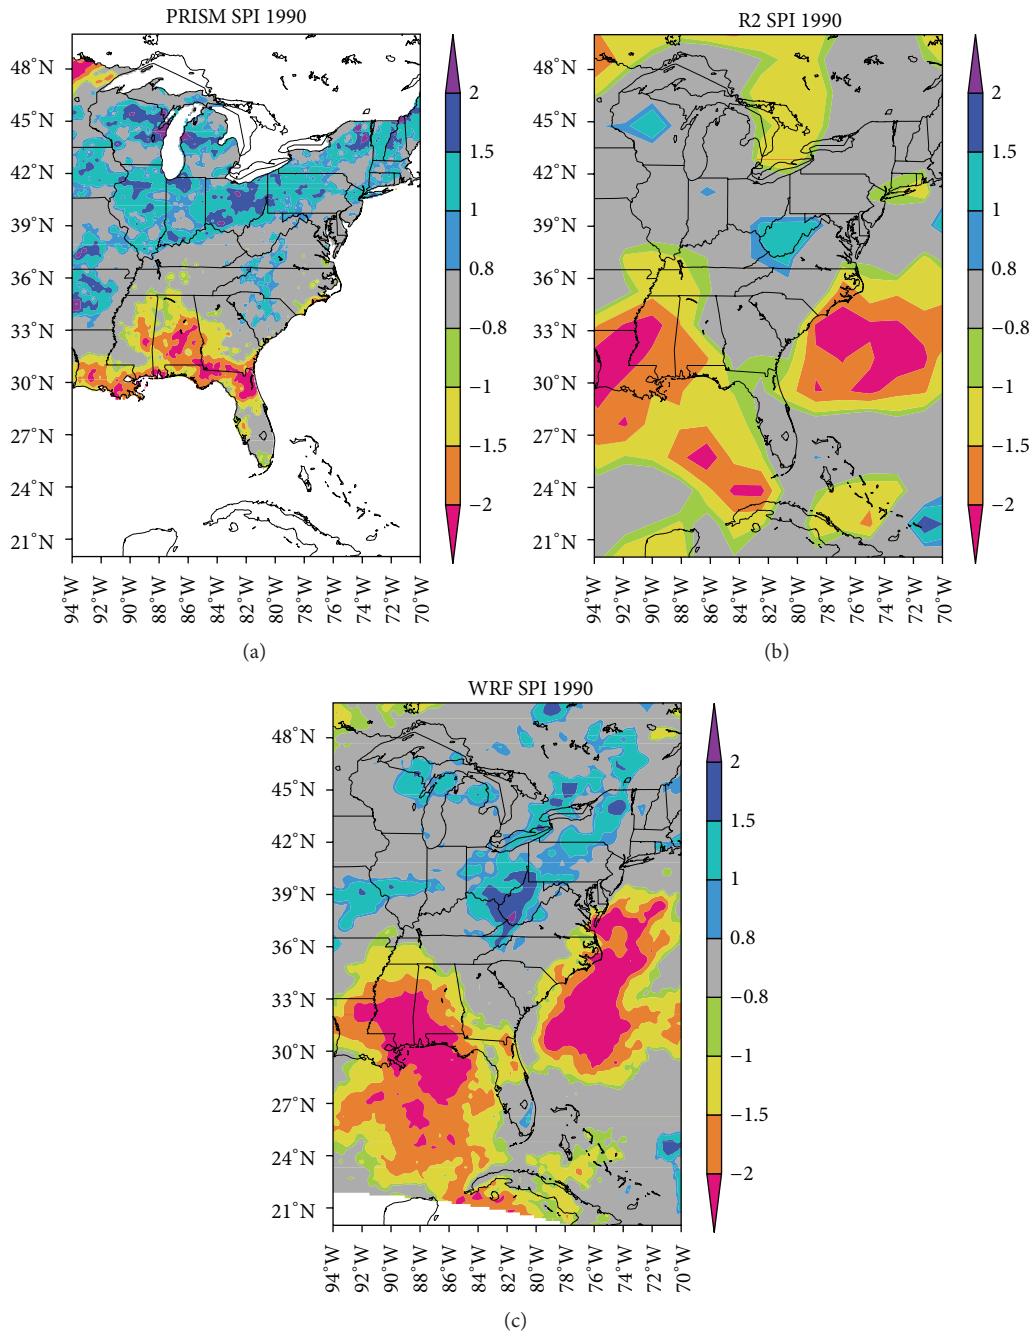 PRISM SPI 1990
48°N
45°N
42°N
39°N
36°N
33°N
30°N
27°N
24°N
21°N
94°W
92°W
90°W
88°W
86°W
84°W
82°W
80°W
78°W
76°W
74°W
72°W
70°W
2
1.5
1
0.8
−0.8
−1
−1.5
−2
(a)
R2 SPI 1990
48°N
45°N
42°N
39°N
36°N
33°N
30°N
27°N
24°N
21°N
94°W
92°W
90°W
88°W
86°W
84°W
82°W
80°W
78°W
76°W
74°W
72°W
70°W
2
1.5
1
0.8
−0.8
−1
−1.5
−2
(b)
WRF SPI 1990
48°N
45°N
42°N
39°N
36°N
33°N
30°N
27°N
24°N
21°N
94°W
92°W
90°W
88°W
86°W
84°W
82°W
80°W
78°W
76°W
74°W
72°W
70°W
2
1.5
1
0.8
−0.8
−1
−1.5
−2
(c)